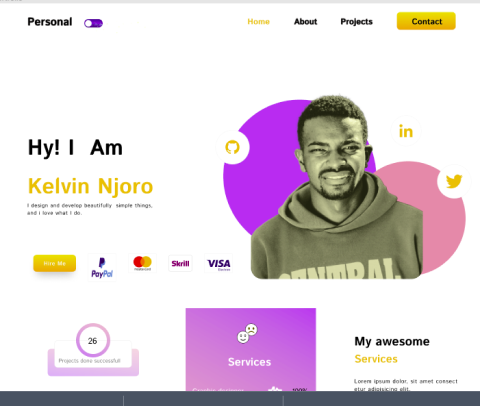 Personal
Home
About
Projects
Contact
Hy! I Am
Kelvin Njoro
I design and develop beautifully simple things,
and i love what I do.
Hire Me
PayPal
mastercard
Skrill
VISA
in
CENTRAL
26
Projects done successfull
Services
Graphic designer
100%
My awesome
Services
Lorem ipsum dolor, sit amet consect
etur adipisicing elit.